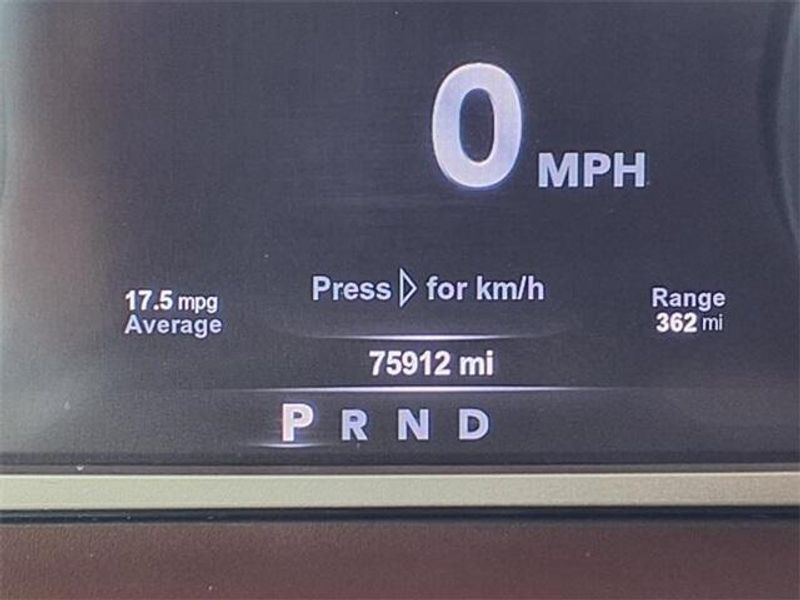 0 MPH
Press ▷ for km/h
17.5 mpg
Average
Range
362 mi
75912 mi
P R N D